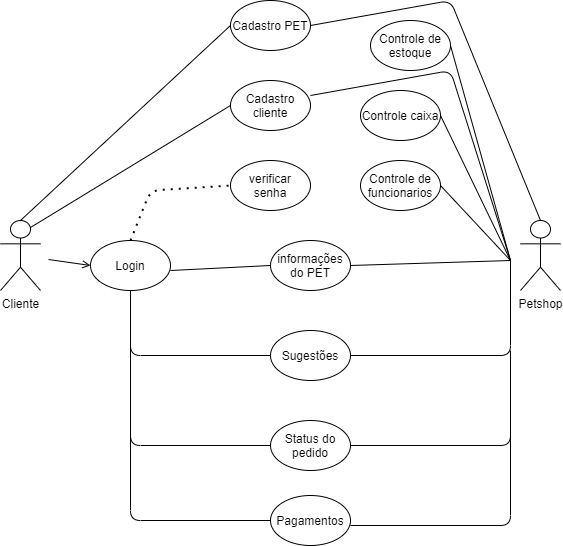 Cadastro PET
Controle de
estoque
Cadastro
cliente
Controle caixa
verificar
senha
Controle de
funcionarios
Login
informações
do PET
Cliente
Petshop
Sugestões
Status do
pedido
Pagamentos